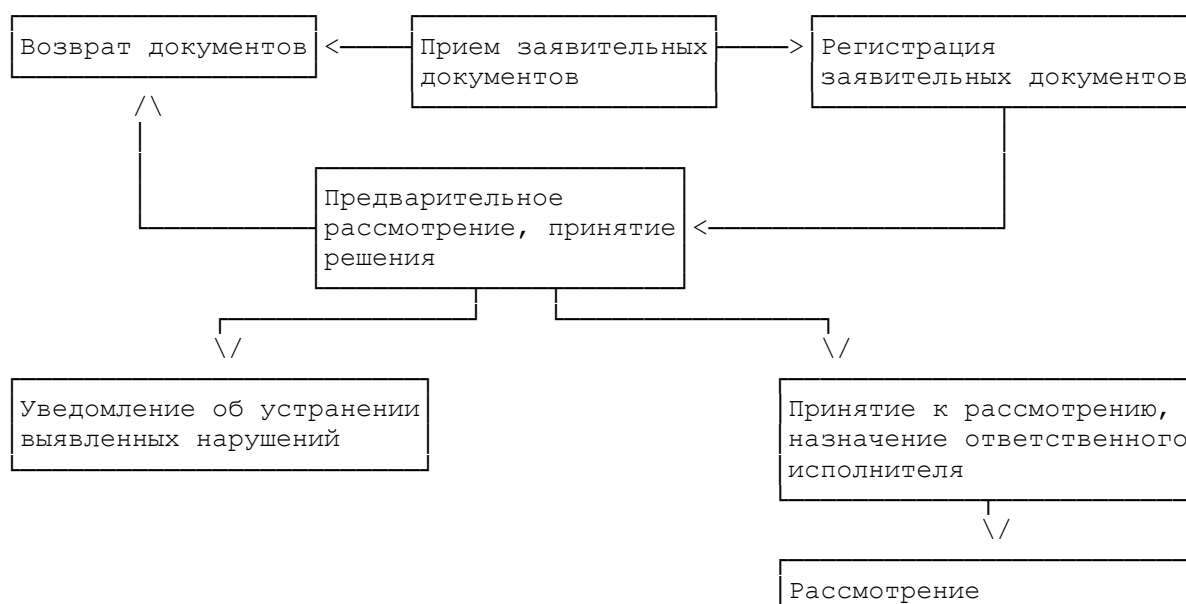 Возврат документов
Прием заявительных
документов
Регистрация
заявительных документов
Предварительное
рассмотрение, принятие
решения
Уведомление об устранении
выявленных нарушений
Принятие к рассмотрению,
назначение ответственного
исполнителя
Рассмотрение